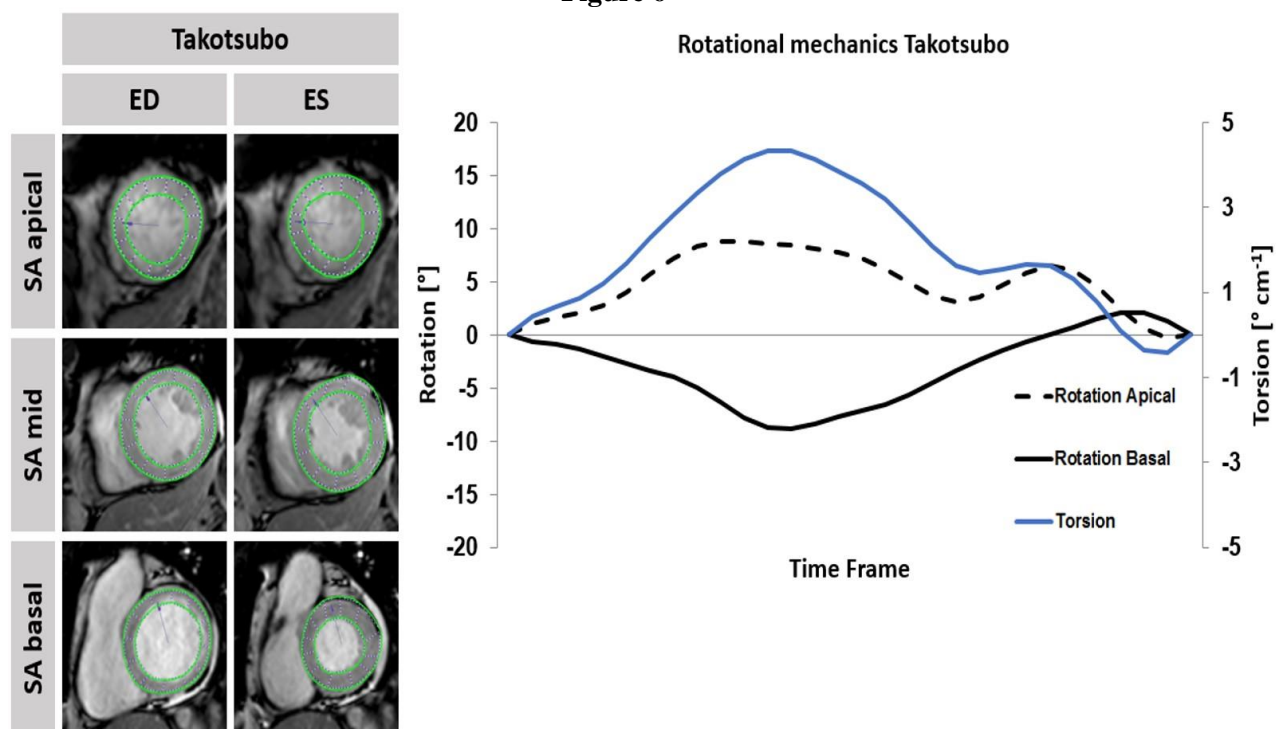 Takotsubo
ED
ES
SA apical
SA mid
SA basal
Rotational mechanics Takotsubo
Rotation [°]
20
15
10
5
0
-5
-10
-15
-20
Torsion [° cm⁻¹]
5
3
1
-1
-3
-5
Rotation Apical
Rotation Basal
Torsion
Time Frame